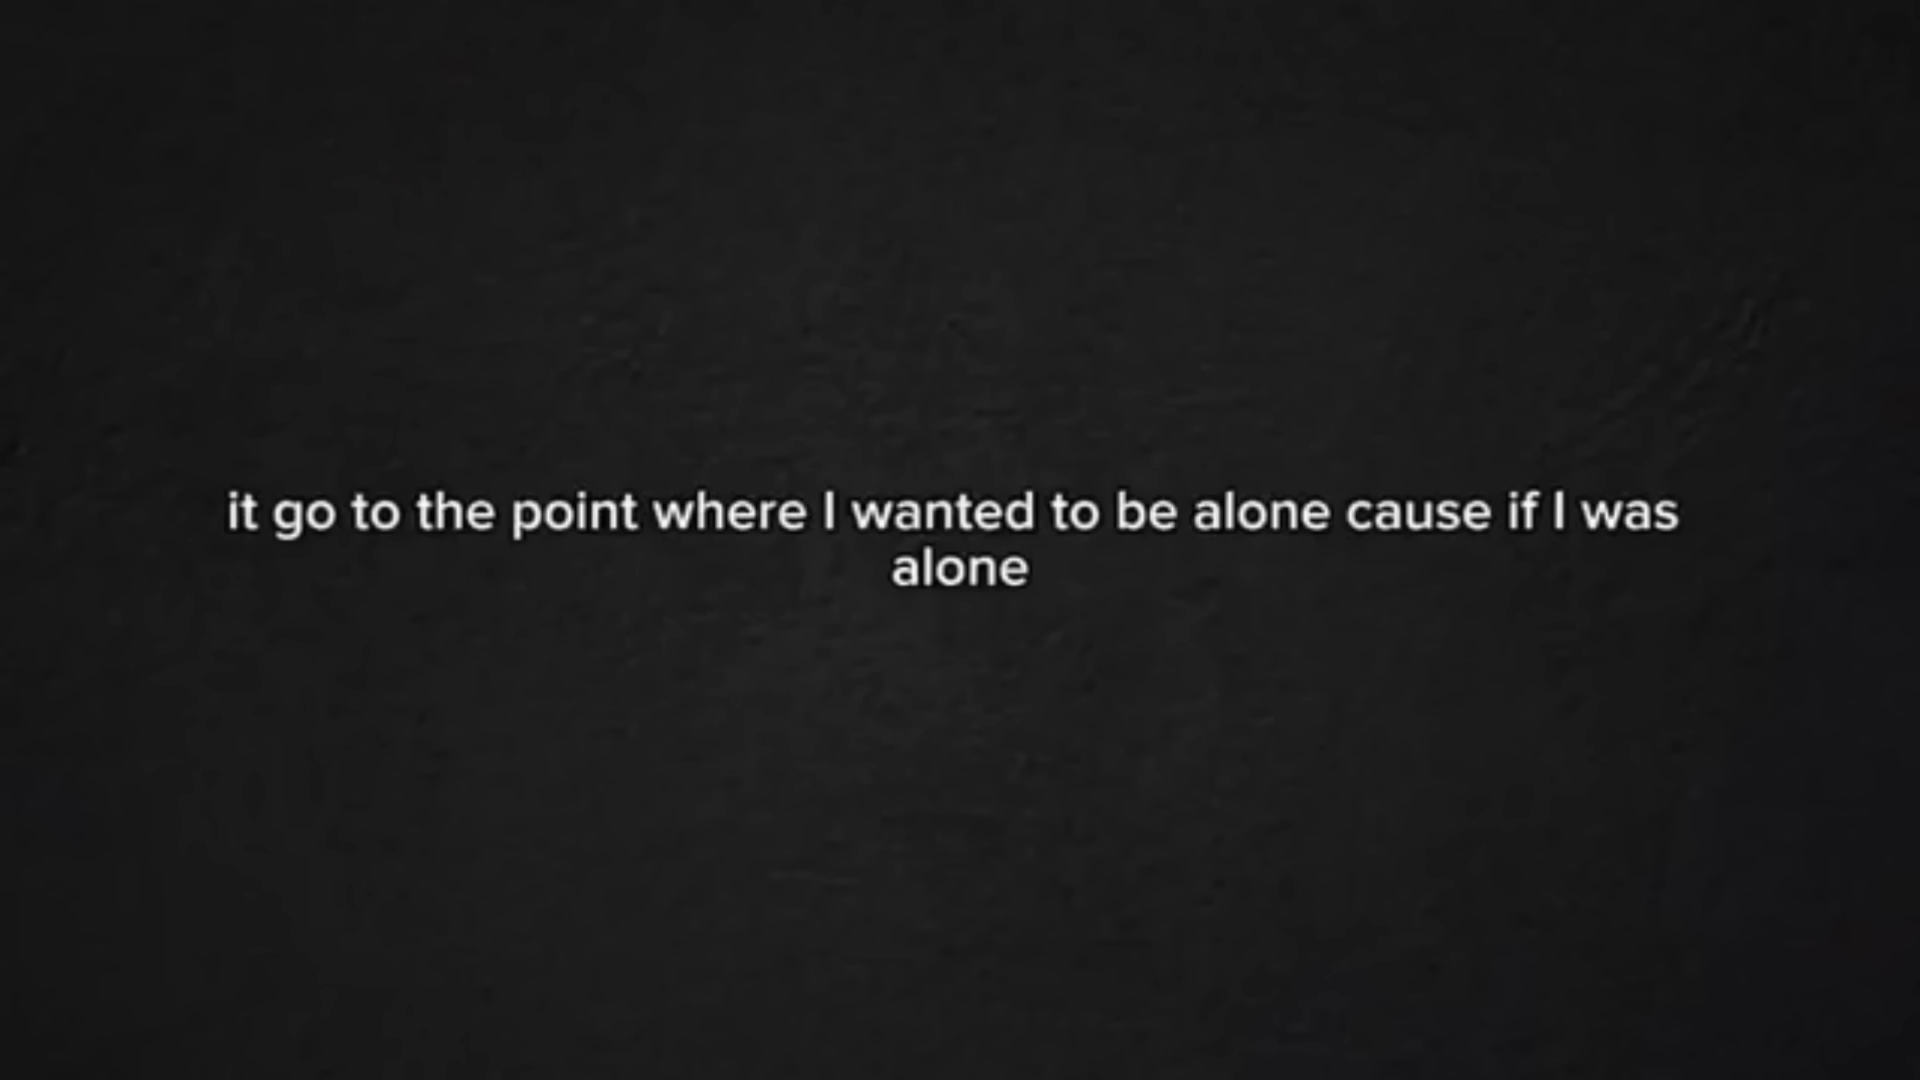 it go to the point where I wanted to be alone cause if I was
alone